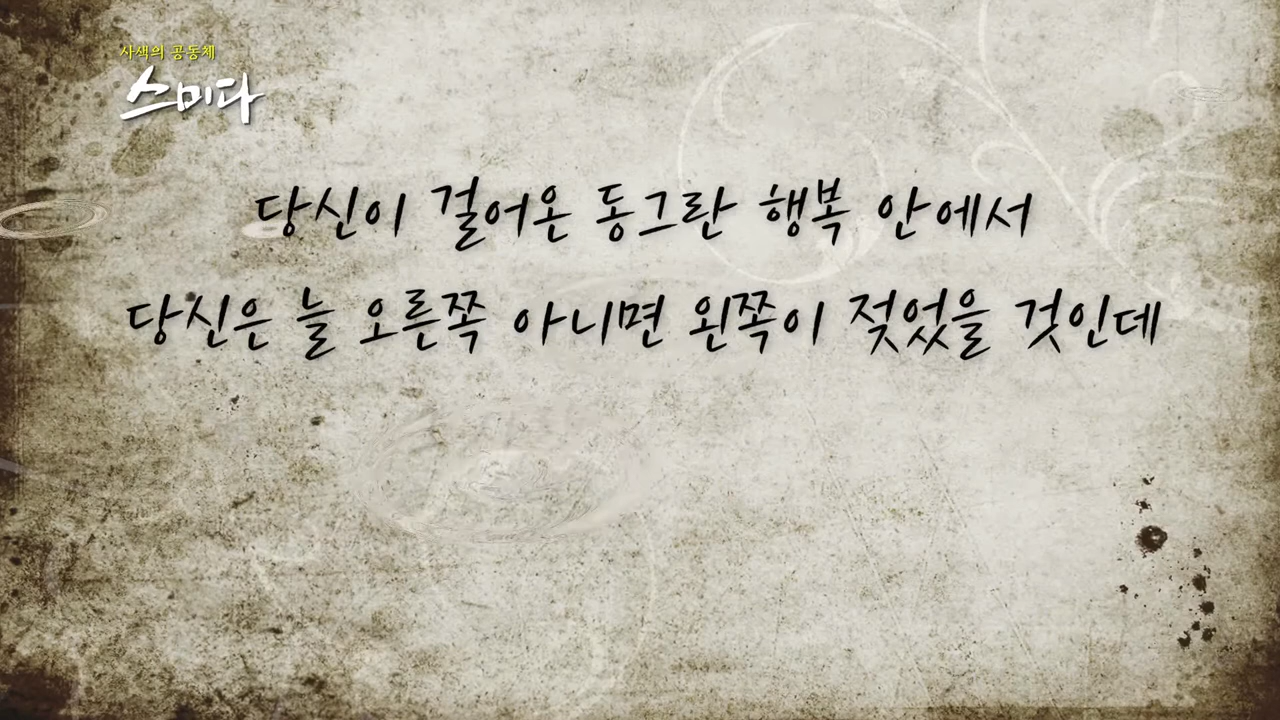 사색의 공동체
스미다
당신이 걸어온 동그란 행복 안에서
당신은 늘 오른쪽 아니면 왼쪽이 젖었을 것인데